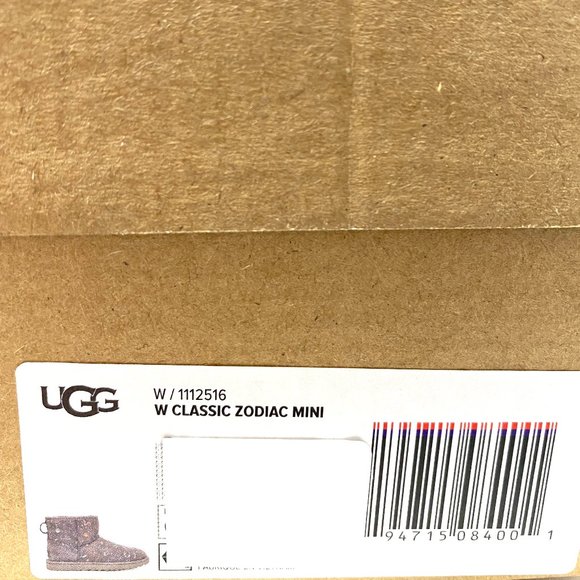 UGG
W / 1112516
W CLASSIC ZODIAC MINI
94715 08400 1